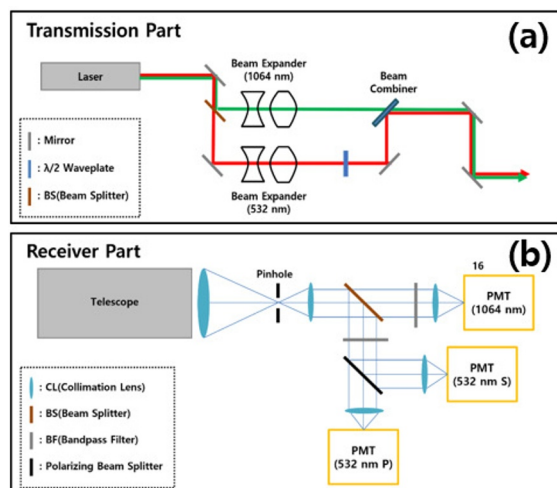 Transmission Part
(a)
Laser
Beam Expander
(1064 nm)
Beam
Combiner
Beam Expander
(532 nm)
: Mirror
: λ/2 Waveplate
: BS(Beam Splitter)
Receiver Part
(b)
Telescope
Pinhole
16
PMT
(1064 nm)
PMT
(532 nm S)
PMT
(532 nm P)
: CL(Collimation Lens)
: BS(Beam Splitter)
: BF(Bandpass Filter)
: Polarizing Beam Splitter